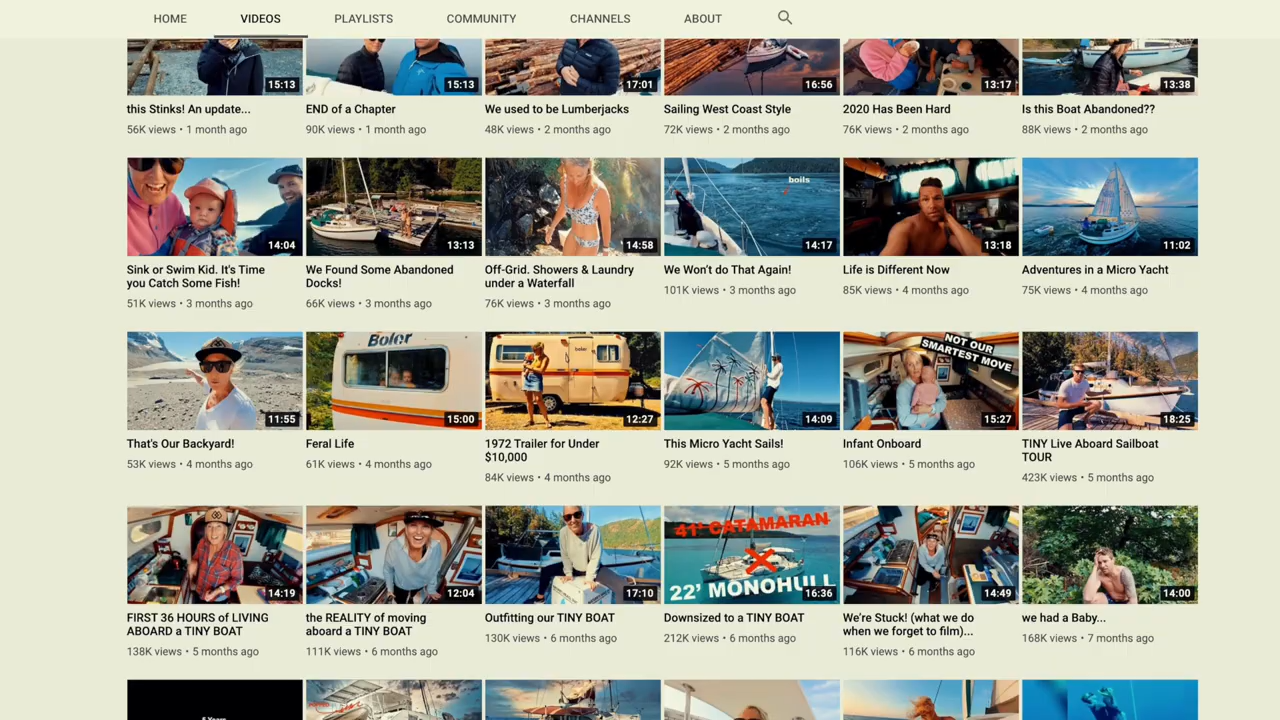 HOME VIDEOS PLAYLISTS COMMUNITY CHANNELS ABOUT
15:13 15:13 17:01 16:56 13:17 13:38
this Stinks! An update... END of a Chapter We used to be Lumberjacks Sailing West Coast Style 2020 Has Been Hard Is this Boat Abandoned??
56K views • 1 month ago 90K views • 1 month ago 48K views • 2 months ago 72K views • 2 months ago 76K views • 2 months ago 88K views • 2 months ago
boils
14:04 13:13 14:58 14:17 13:18 11:02
Sink or Swim Kid. It's Time We Found Some Abandoned Off-Grid. Showers & Laundry We Won't do That Again! Life is Different Now Adventures in a Micro Yacht
you Catch Some Fish! Docks! under a Waterfall 101K views • 3 months ago 85K views • 4 months ago 75K views • 4 months ago
51K views • 3 months ago 66K views • 3 months ago 76K views • 3 months ago
Boler boler NOT OUR
SMARTEST MOVE
11:55 15:00 12:27 14:09 15:27 18:25
That's Our Backyard! Feral Life 1972 Trailer for Under This Micro Yacht Sails! Infant Onboard TINY Live Aboard Sailboat
53K views • 4 months ago 61K views • 4 months ago $10,000 92K views • 5 months ago 106K views • 5 months ago TOUR
84K views • 4 months ago 423K views • 5 months ago
41' CATAMARAN
22' MONOHULL
14:19 12:04 17:10 16:36 14:49 14:00
FIRST 36 HOURS of LIVING the REALITY of moving Outfitting our TINY BOAT Downsized to a TINY BOAT We're Stuck! (what we do we had a Baby...
ABOARD a TINY BOAT aboard a TINY BOAT 130K views • 6 months ago 212K views • 6 months ago when we forget to film)... 168K views • 7 months ago
138K views • 5 months ago 111K views • 6 months ago 116K views • 6 months ago